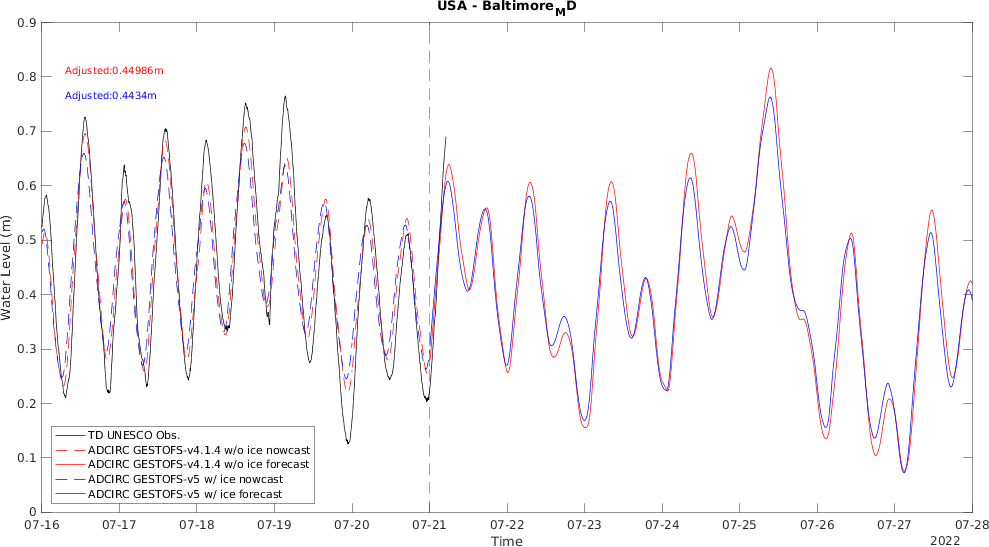 USA - Baltimore_MD
0.9
0.8
0.7
0.6
0.5
0.4
0.3
0.2
0.1
0
Water Level (m)
Adjusted:0.44986m
Adjusted:0.4434m
TD UNESCO Obs.
ADCIRC GESTOFS-v4.1.4 w/o ice nowcast
ADCIRC GESTOFS-v4.1.4 w/o ice forecast
ADCIRC GESTOFS-v5 w/ ice nowcast
ADCIRC GESTOFS-v5 w/ ice forecast
07-16 07-17 07-18 07-19 07-20 07-21 07-22 07-23 07-24 07-25 07-26 07-27 07-28
Time
2022